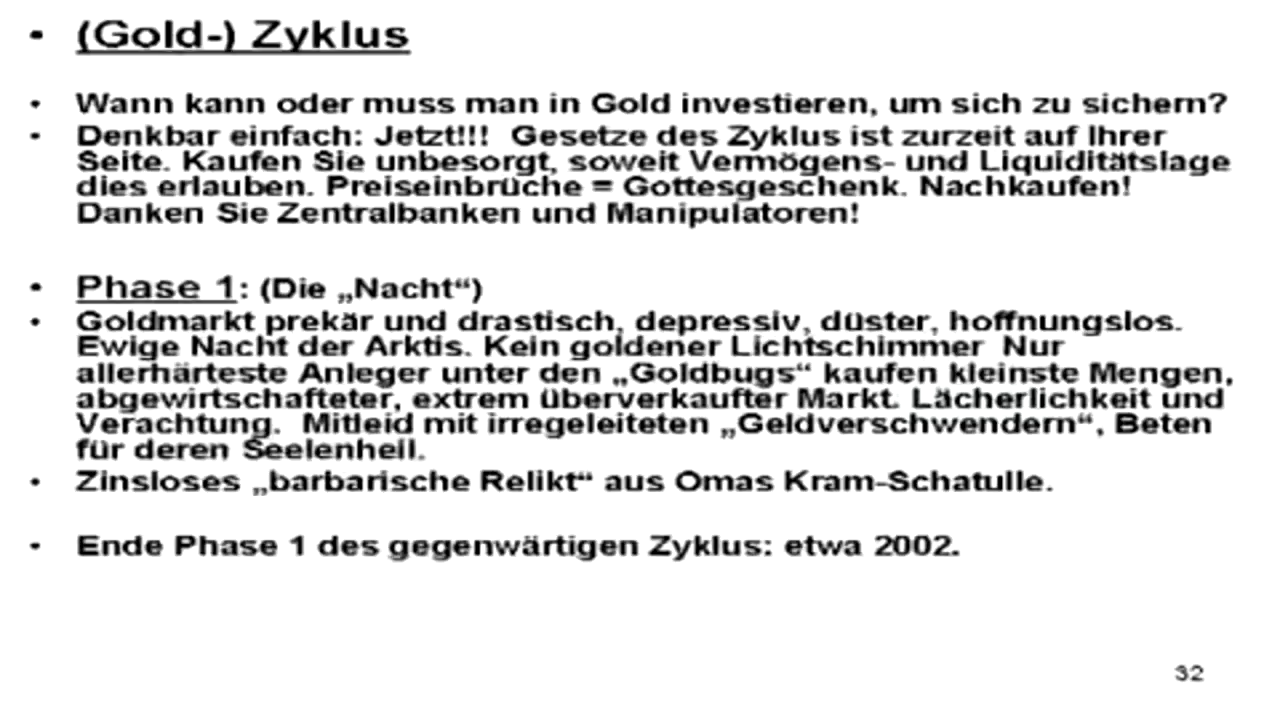 • (Gold-) Zyklus
• Wann kann oder muss man in Gold investieren, um sich zu sichern?
• Denkbar einfach: Jetzt!!! Gesetze des Zyklus ist zurzeit auf Ihrer
Seite. Kaufen Sie unbesorgt, soweit Vermögens- und Liquiditätslage
dies erlauben. Preiseinbrüche = Gottesgeschenk. Nachkaufen!
Danken Sie Zentralbanken und Manipulatoren!
• Phase 1: (Die „Nacht“)
• Goldmarkt prekär und drastisch, depressiv, düster, hoffnungslos.
Ewige Nacht der Arktis. Kein goldener Lichtschimmer Nur
allerhärteste Anleger unter den „Goldbugs“ kaufen kleinste Mengen,
abgewirtschafteter, extrem überverkaufter Markt. Lächerlichkeit und
Verachtung. Mitleid mit irregeleiteten „Geldverschwendern“, Beten
für deren Seelenheil.
• Zinsloses „barbarische Relikt“ aus Omas Kram-Schatulle.
• Ende Phase 1 des gegenwärtigen Zyklus: etwa 2002.
32